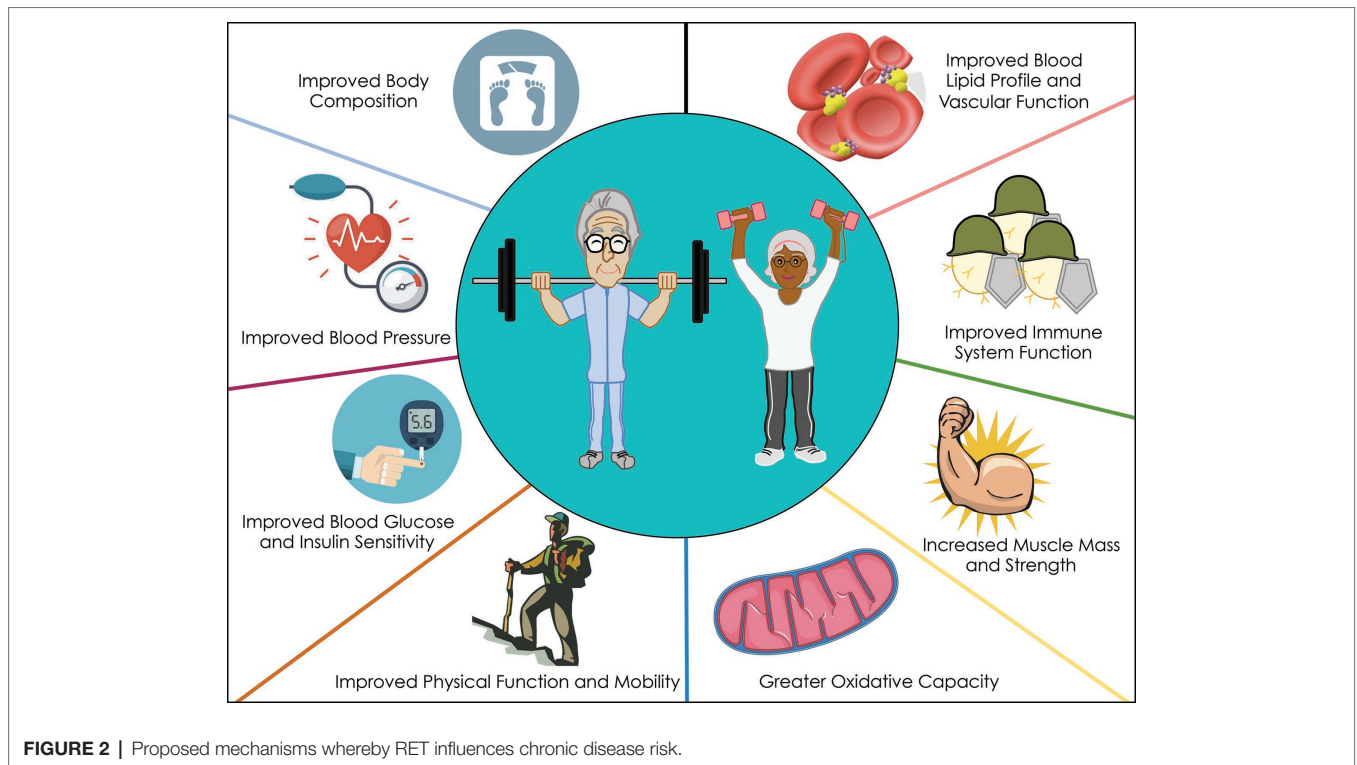 Improved Body
Composition
Improved Blood
Lipid Profile and
Vascular Function
Improved Blood Pressure
Improved Immune
System Function
5.6
Improved Blood Glucose
and Insulin Sensitivity
Increased Muscle Mass
and Strength
Improved Physical Function and Mobility
Greater Oxidative Capacity
FIGURE 2 | Proposed mechanisms whereby RET influences chronic disease risk.